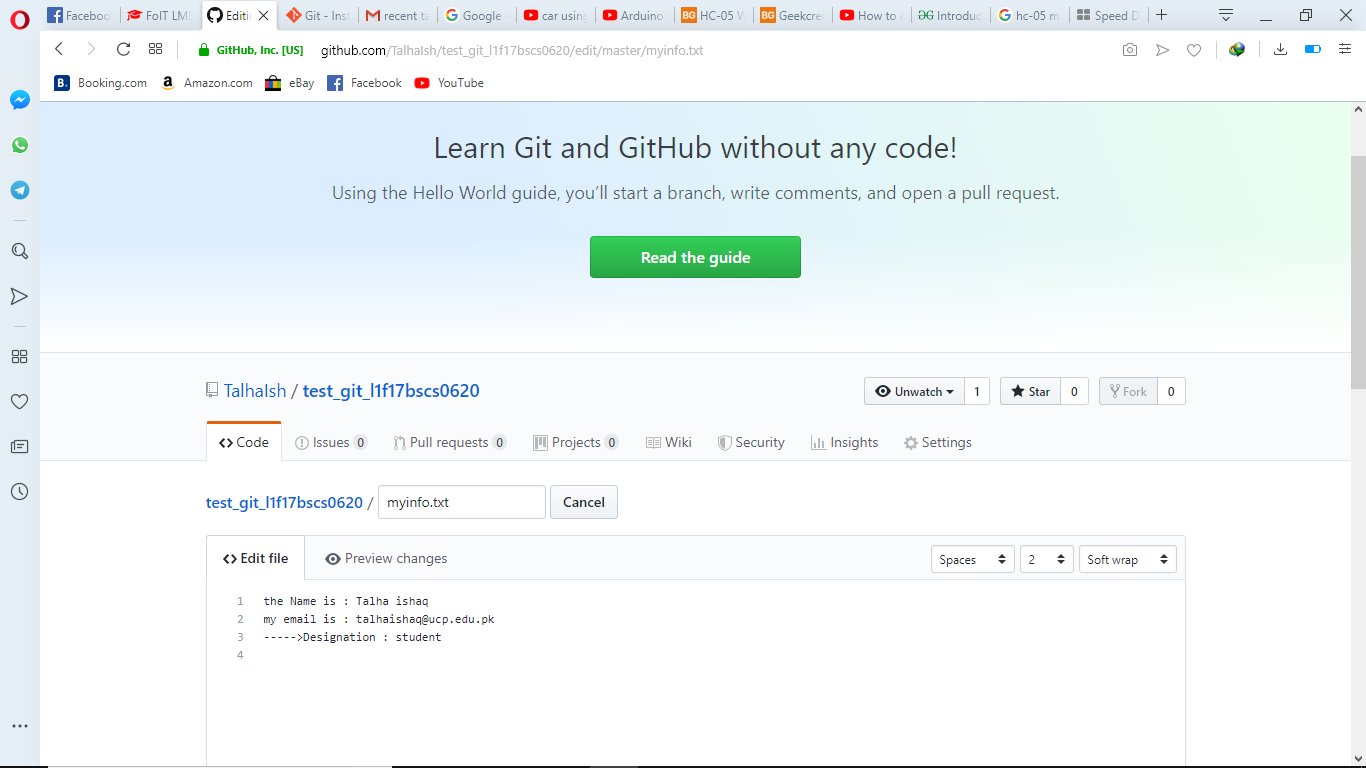 Faceboo
FoIT LM
Editi
Git - Inst
recent ta
Google -
car using
Arduino
BG HC-05 W
BG Geekcre
How to
Introduc
hc-05 m
Speed D
GitHub, Inc. [US]
github.com/TalhaIsh/test_git_l1f17bscs0620/edit/master/myinfo.txt
B. Booking.com
a Amazon.com
eBay
Facebook
YouTube
Learn Git and GitHub without any code!
Using the Hello World guide, you’ll start a branch, write comments, and open a pull request.
Read the guide
TalhaIsh / test_git_l1f17bscs0620
Unwatch 1
Star 0
Fork 0
Code
Issues 0
Pull requests 0
Projects 0
Wiki
Security
Insights
Settings
test_git_l1f17bscs0620 / myinfo.txt
Cancel
Edit file
Preview changes
Spaces
2
Soft wrap
1 the Name is : Talha ishaq
2 my email is : talhaishaq@ucp.edu.pk
3 ----->Designation : student
4